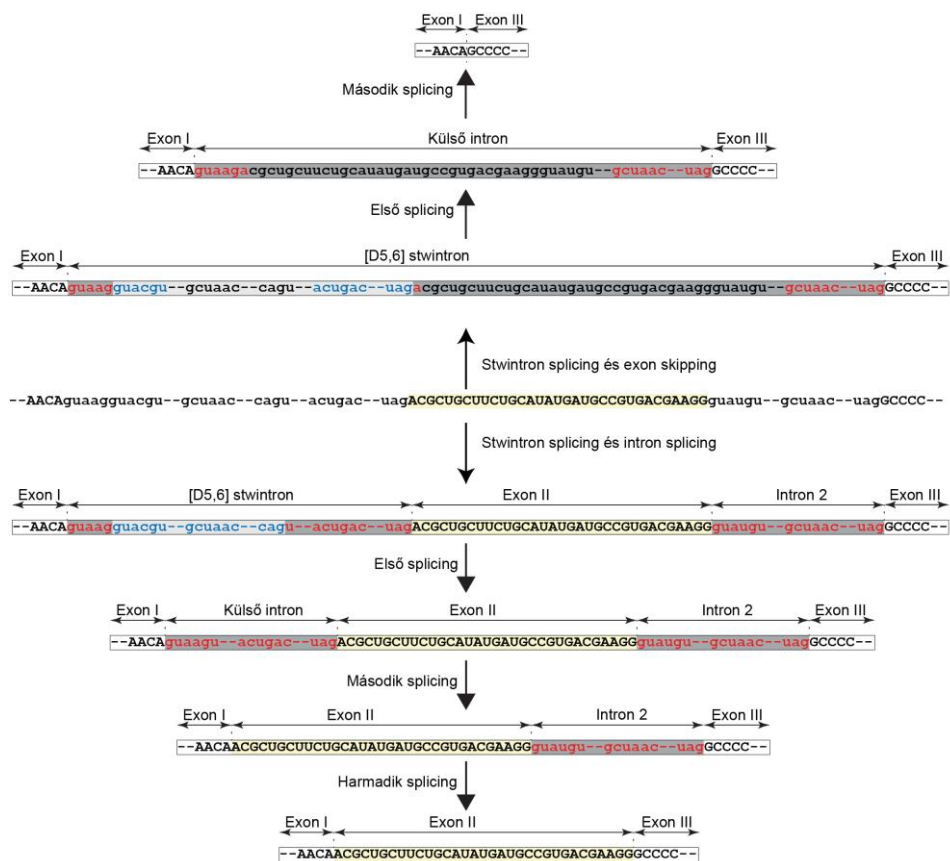 Exon I Exon III
--AACAGCCCC--
Második splicing
Exon I Külső intron Exon III
--AACAguaagacgcugcuucugcauaugaugccgugacgaaggguaugu--gcuaac--uagGCCCC--
Első splicing
Exon I [D5,6] stwintron Exon III
--AACAguaagguacgu--gcuaac--cagu--acugac--uagacgcugcuucugcauaugaugccgugacgaaggguaugu--gcuaac--uagGCCCC--
Stwintron splicing és exon skipping
--AACAguaagguacgu--gcuaac--cagu--acugac--uagACGCUGCUUCUGCAUAUGAUGCCGUGACGAAGGguaugu--gcuaac--uagGCCCC--
Stwintron splicing és intron splicing
Exon I [D5,6] stwintron Exon II Intron 2 Exon III
--AACAguaagguacgu--gcuaac--cagu--acugac--uagACGCUGCUUCUGCAUAUGAUGCCGUGACGAAGGguaugu--gcuaac--uagGCCCC--
Első splicing
Exon I Külső intron Exon II Intron 2 Exon III
--AACAguaagu--acugac--uagACGCUGCUUCUGCAUAUGAUGCCGUGACGAAGGguaugu--gcuaac--uagGCCCC--
Második splicing
Exon I Exon II Intron 2 Exon III
--AACAACGCUGCUUCUGCAUAUGAUGCCGUGACGAAGGguaugu--gcuaac--uagGCCCC--
Harmadik splicing
Exon I Exon II Exon III
--AACAACGCUGCUUCUGCAUAUGAUGCCGUGACGAAGGGCCCC--